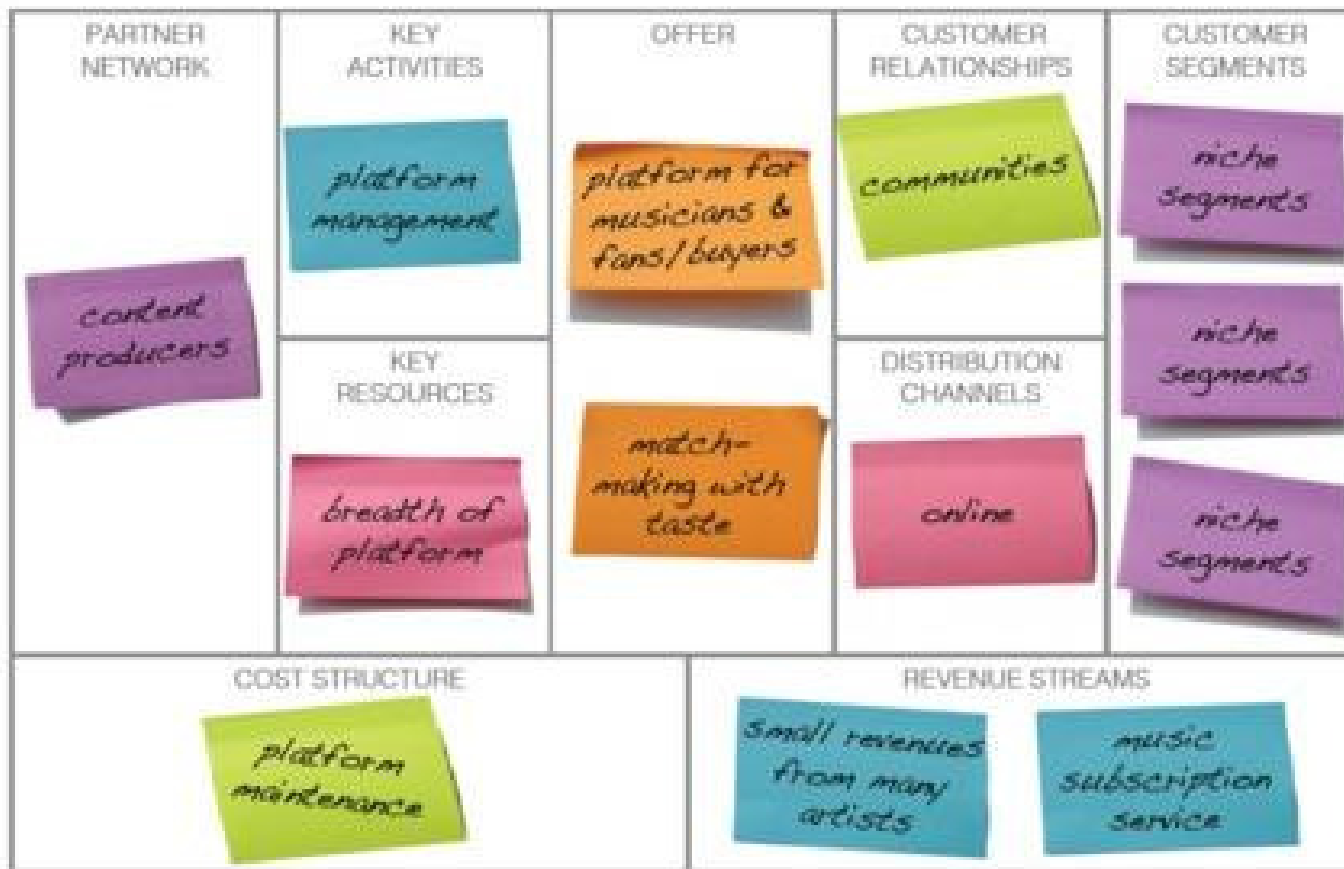 PARTNER
NETWORK
content
producers
KEY
ACTIVITIES
platform
management
KEY
RESOURCES
breadth of
platform
OFFER
platform for
musicians &
fans/buyers
match-
making with
taste
CUSTOMER
RELATIONSHIPS
communities
DISTRIBUTION
CHANNELS
online
CUSTOMER
SEGMENTS
niche
segments
niche
segments
niche
segments
COST STRUCTURE
platform
maintenance
REVENUE STREAMS
small revenues
from many
artists
music
subscription
service